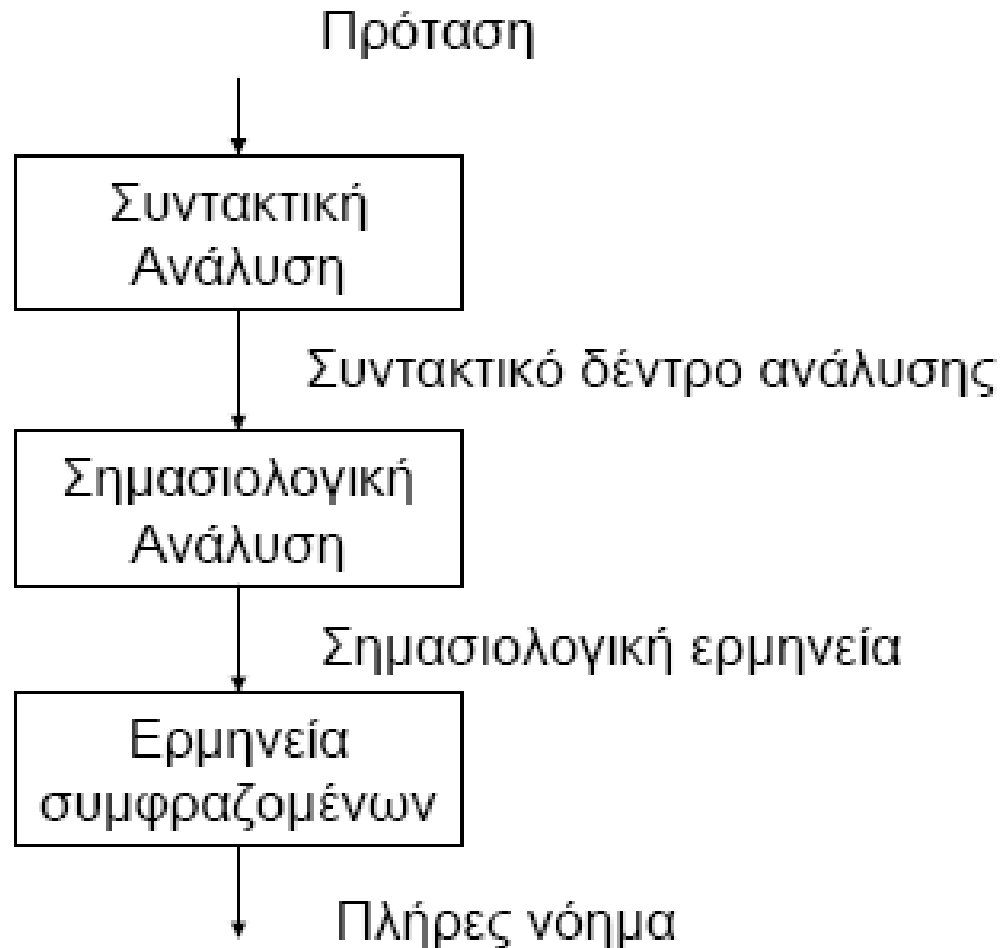 Πρόταση
Συντακτική
Ανάλυση
Συντακτικό δέντρο ανάλυσης
Σημασιολογική
Ανάλυση
Σημασιολογική ερμηνεία
Ερμηνεία
συμφραζομένων
Πλήρες νόημα